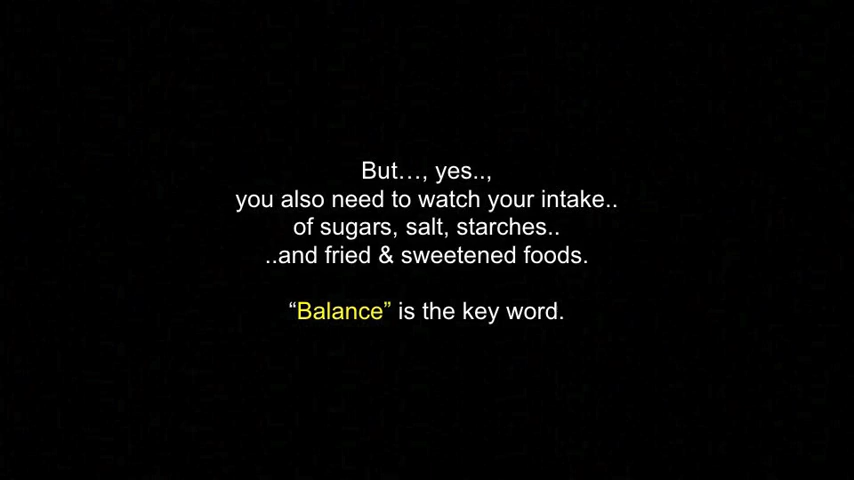 But…, yes..,
you also need to watch your intake..
of sugars, salt, starches..
..and fried & sweetened foods.
“Balance” is the key word.